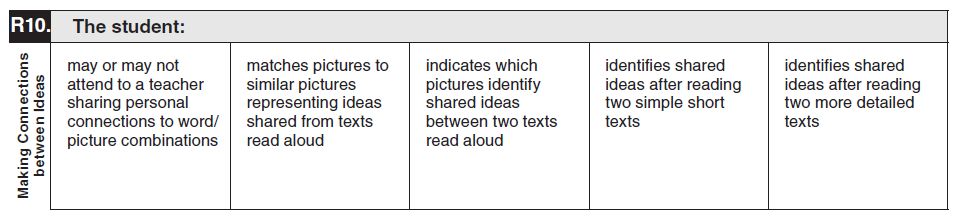 R10. The student:
Making Connections
between Ideas
may or may not
attend to a teacher
sharing personal
connections to word/
picture combinations
matches pictures to
similar pictures
representing ideas
shared from texts
read aloud
indicates which
pictures identify
shared ideas
between two texts
read aloud
identifies shared
ideas after reading
two simple short
texts
identifies shared
ideas after reading
two more detailed
texts